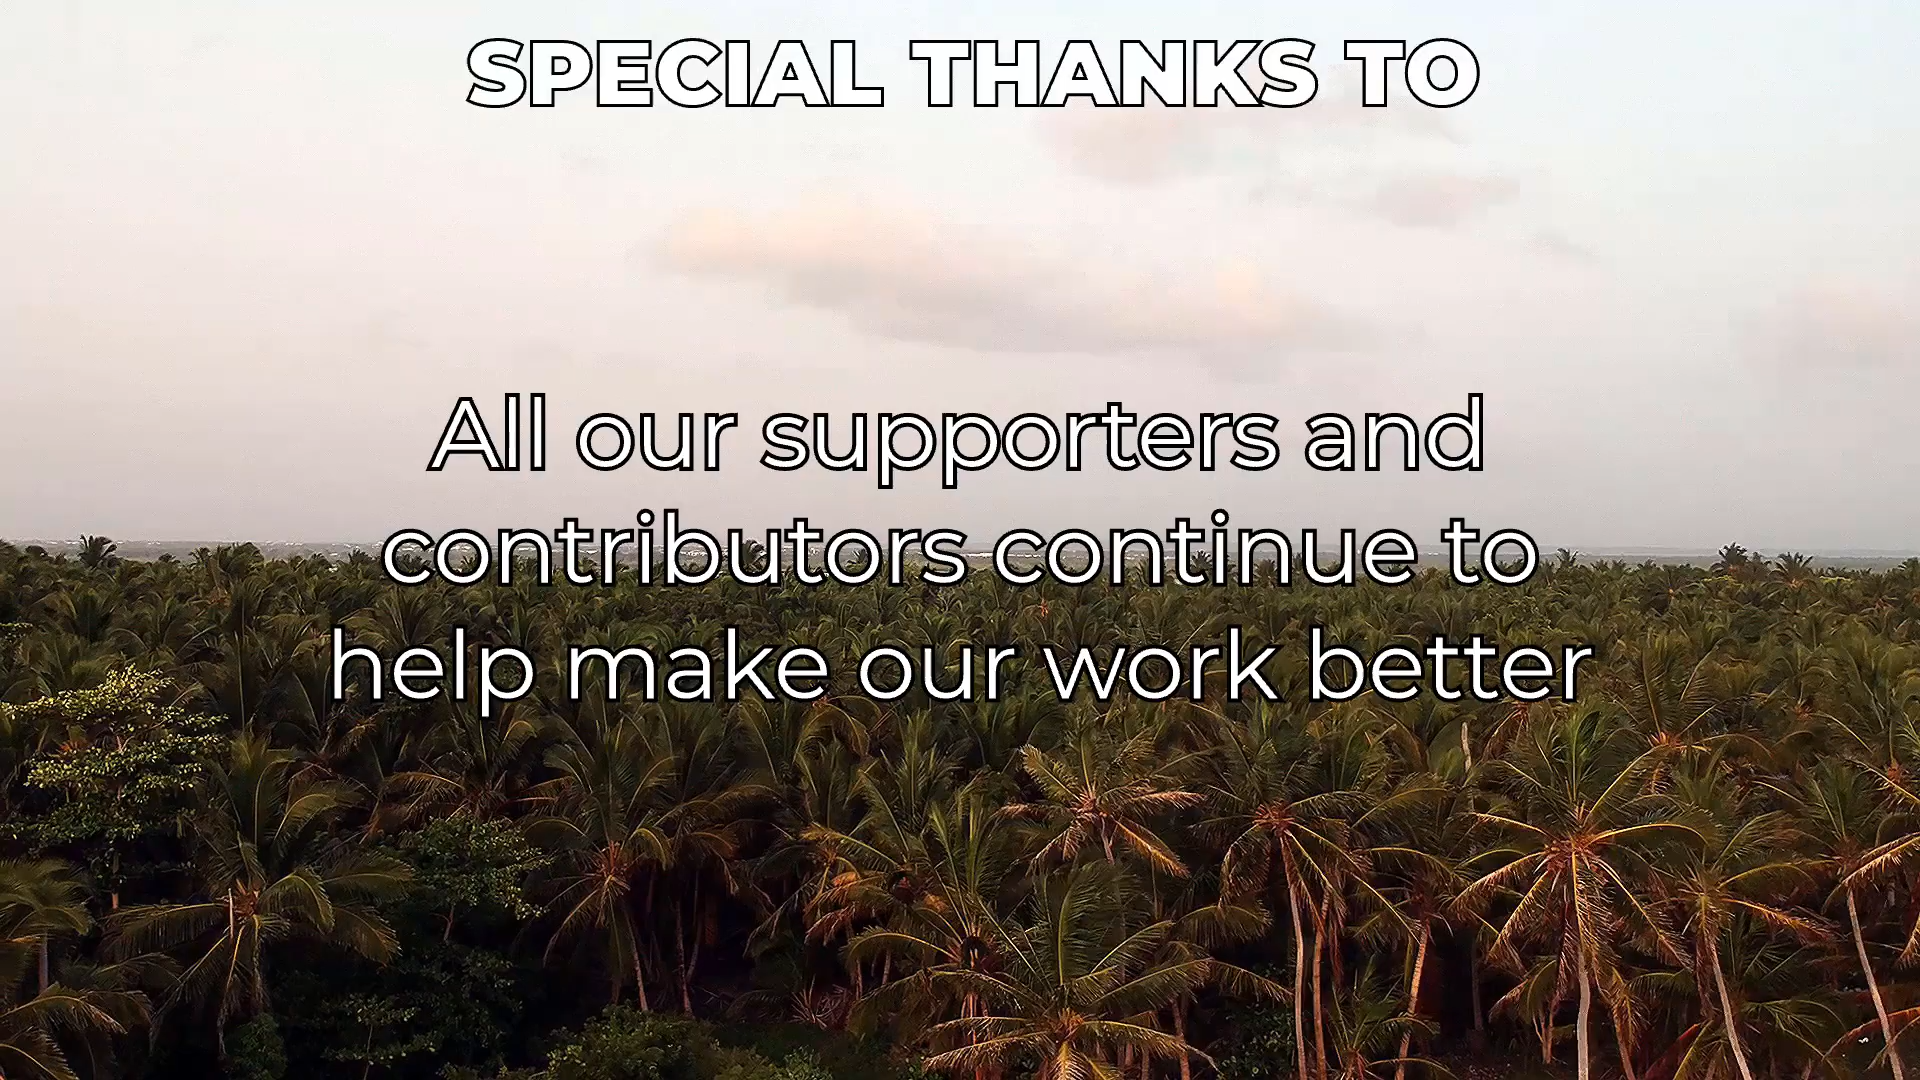 SPECIAL THANKS TO
All our supporters and
contributors continue to
help make our work better